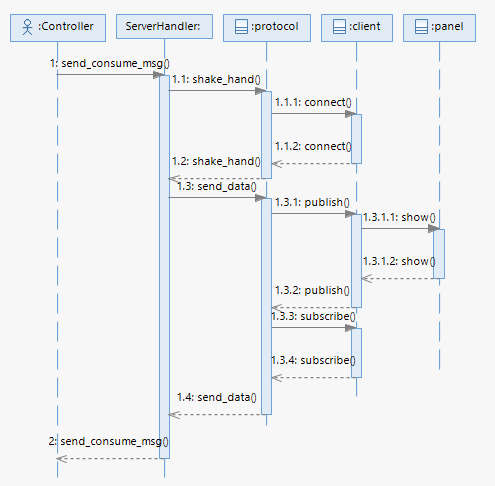 :Controller
ServerHandler:
:protocol
:client
:panel
1: send_consume_msg()
1.1: shake_hand()
1.1.1: connect()
1.1.2: connect()
1.2: shake_hand()
1.3: send_data()
1.3.1: publish()
1.3.1.1: show()
1.3.1.2: show()
1.3.2: publish()
1.3.3: subscribe()
1.3.4: subscribe()
1.4: send_data()
2: send_consume_msg()